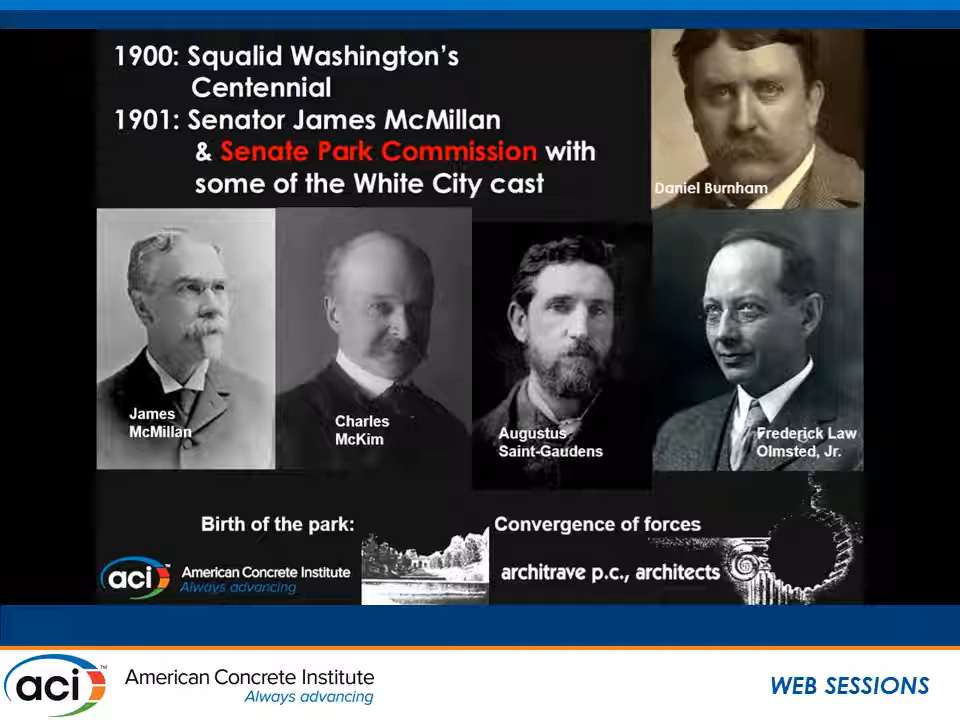 1900: Squalid Washington's
Centennial
1901: Senator James McMillan
& Senate Park Commission with
some of the White City cast
Daniel Burnham
James
McMillan
Charles
McKim
Augustus
Saint-Gaudens
Frederick Law
Olmsted, Jr.
Birth of the park:
Convergence of forces
aci™
American Concrete Institute
Always advancing
architrave p.c., architects
aci™
American Concrete Institute
Always advancing
WEB SESSIONS